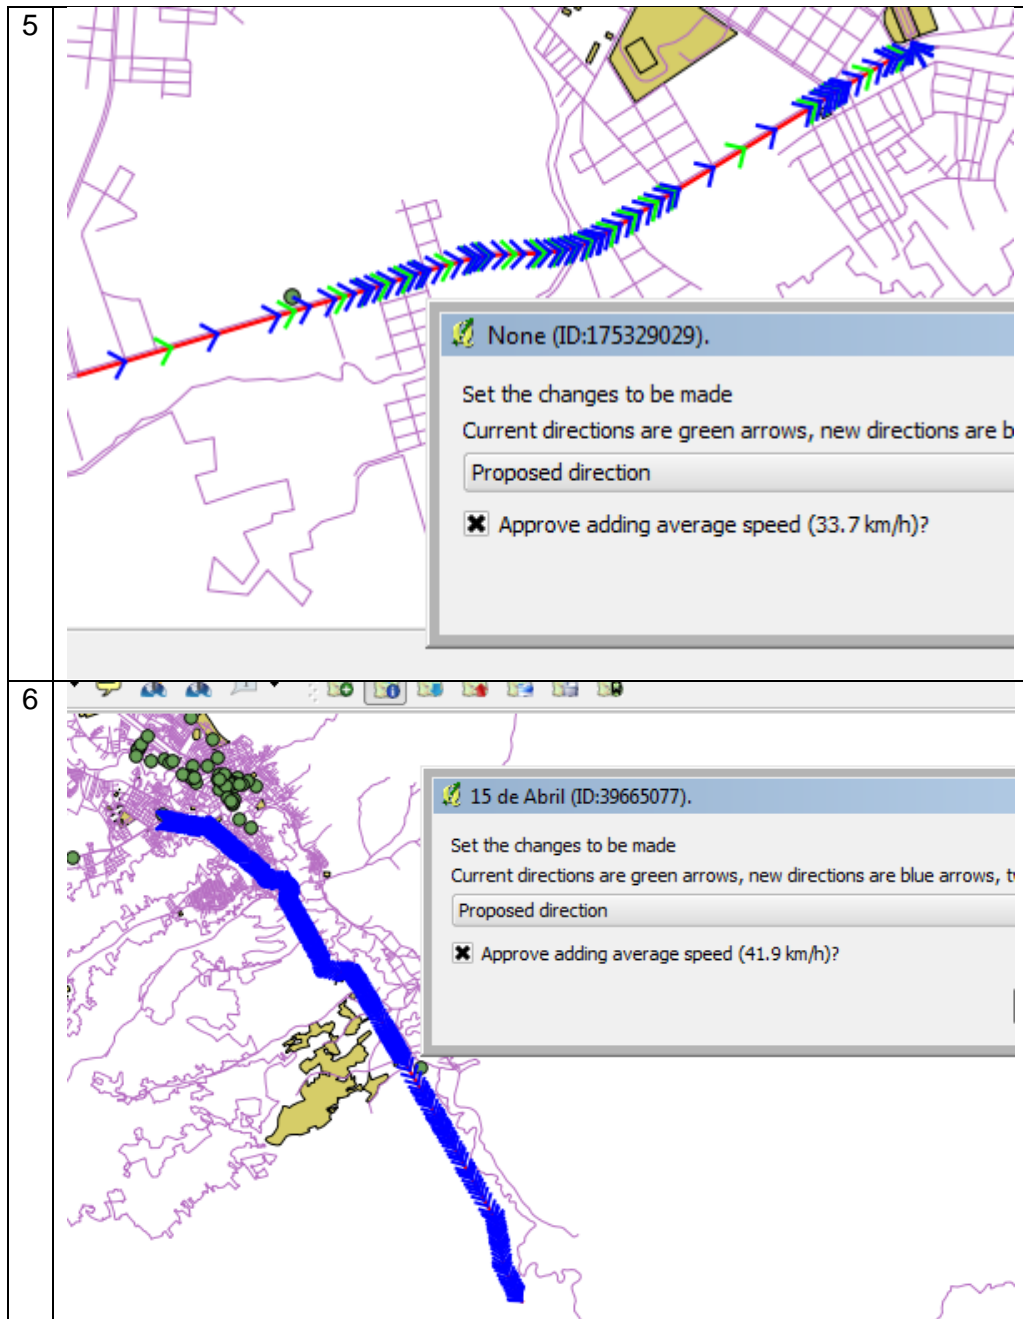 5
None (ID:175329029).
Set the changes to be made
Current directions are green arrows, new directions are b
Proposed direction
Approve adding average speed (33.7 km/h)?
6
15 de Abril (ID:39665077).
Set the changes to be made
Current directions are green arrows, new directions are blue arrows, t
Proposed direction
Approve adding average speed (41.9 km/h)?